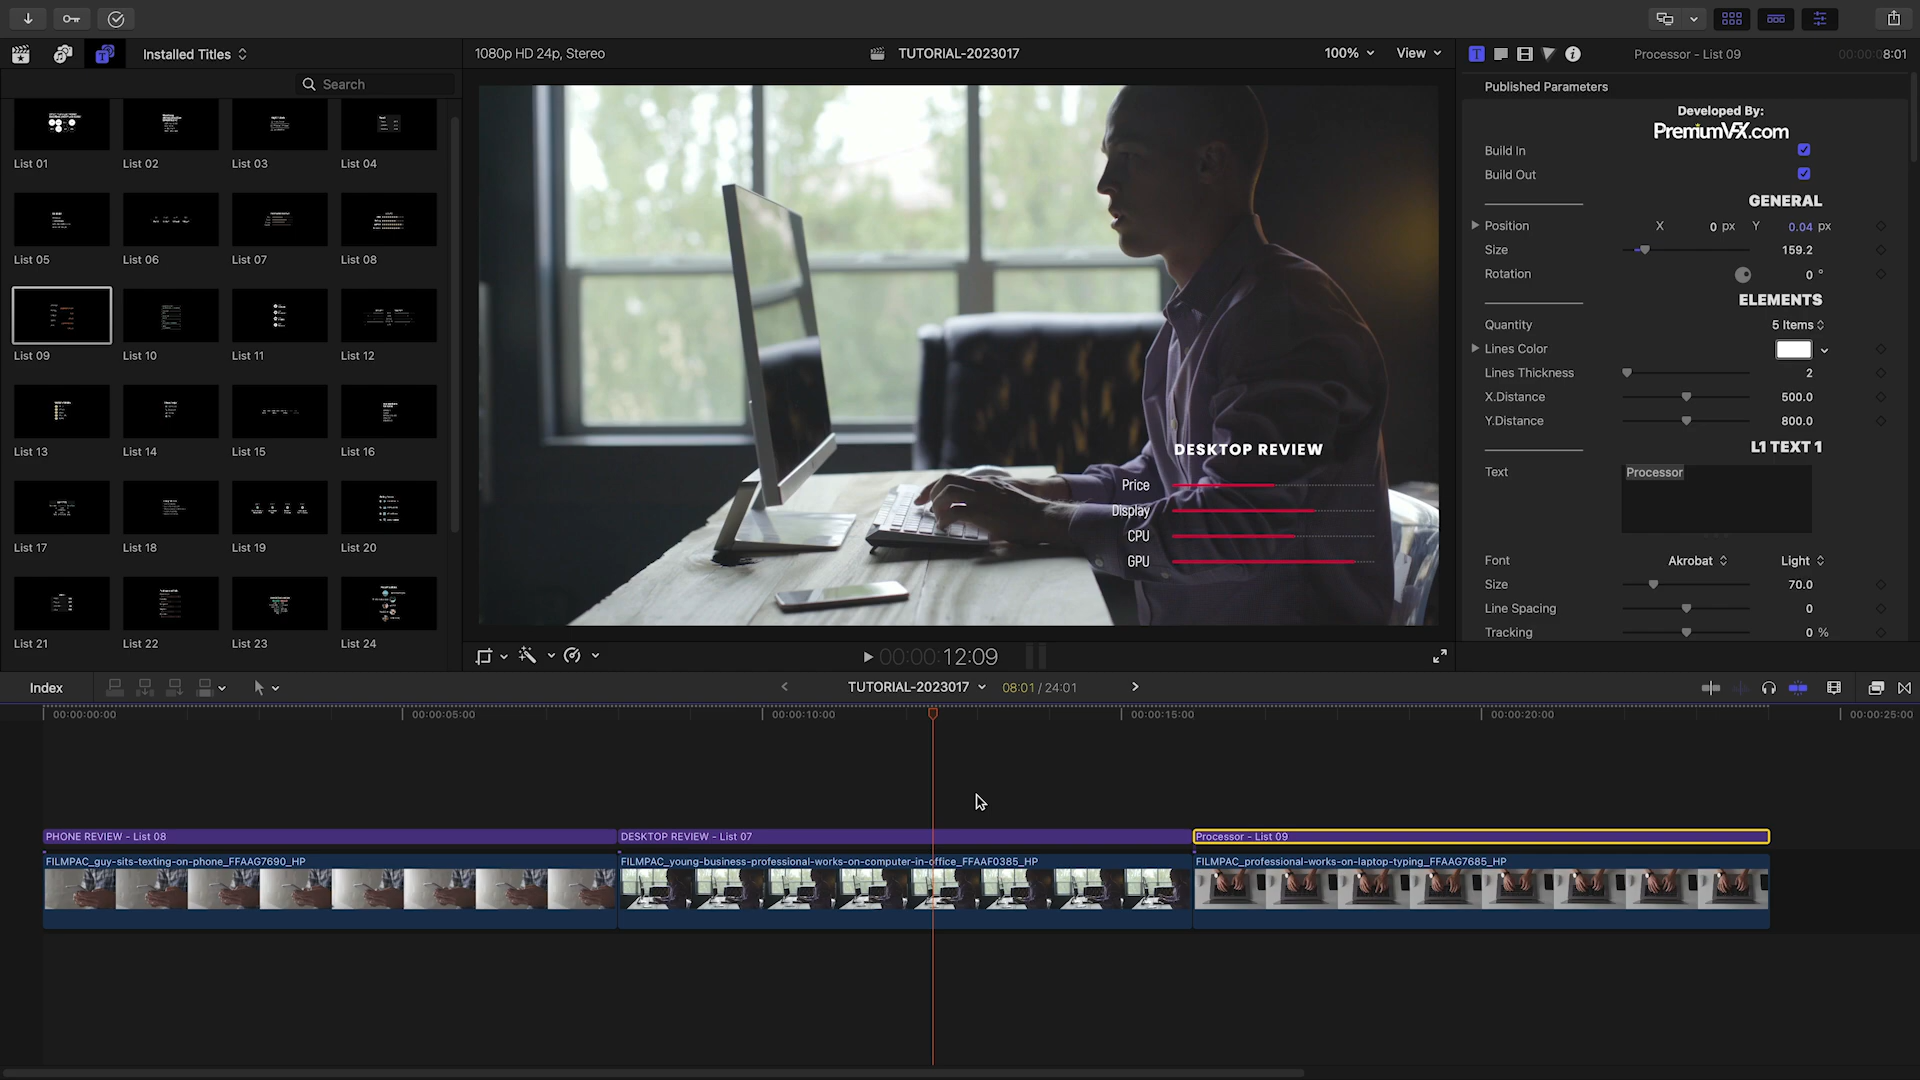 Installed Titles
1080p HD 24p, Stereo
TUTORIAL-2023017
100%
View
Processor - List 09
00:00:08:01
Search
List 01
List 02
List 03
List 04
List 05
List 06
List 07
List 08
List 09
List 10
List 11
List 12
List 13
List 14
List 15
List 16
List 17
List 18
List 19
List 20
List 21
List 22
List 23
List 24
DESKTOP REVIEW
Price
Display
CPU
GPU
Published Parameters
Developed By:
PremiumVFX.com
Build In
Build Out
GENERAL
Position X 0 px Y 0.04 px
Size 159.2
Rotation 0 °
ELEMENTS
Quantity 5 Items
Lines Color
Lines Thickness 2
X.Distance 500.0
Y.Distance 800.0
L1 TEXT 1
Text Processor
Font Akrobat Light
Size 70.0
Line Spacing 0
Tracking 0 %
00:00:12:09
Index
TUTORIAL-2023017
08:01 / 24:01
00:00:00:00
00:00:05:00
00:00:10:00
00:00:15:00
00:00:20:00
00:00:25:00
PHONE REVIEW - List 08
DESKTOP REVIEW - List 07
Processor - List 09
FILMPAC_guy-sits-texting-on-phone_FFAAG7690_HP
FILMPAC_young-business-professional-works-on-computer-in-office_FFAAF0385_HP
FILMPAC_professional-works-on-laptop-typing_FFAAG7685_HP